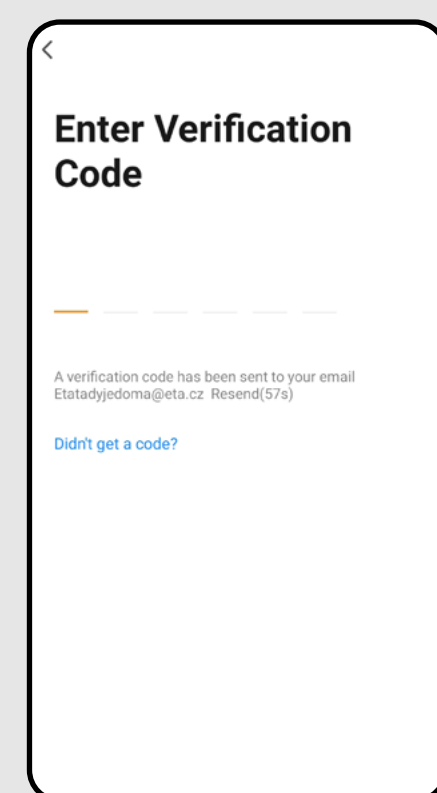 Enter Verification
Code
A verification code has been sent to your email
Etatadyjedoma@eta.cz Resend(57s)
Didn't get a code?